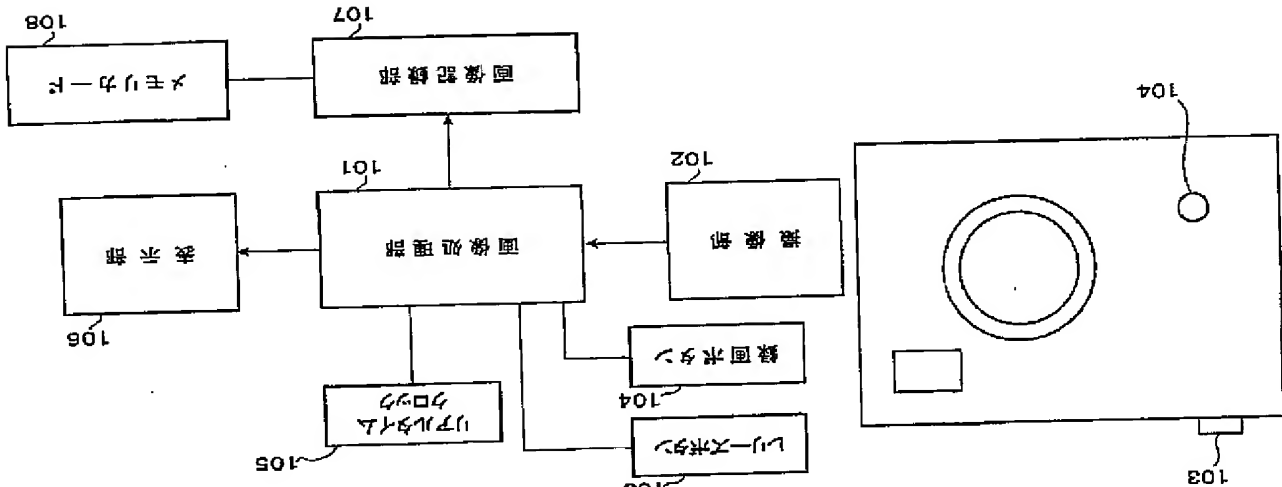 103
レリーズボタン
105
リアルタイム
クロック
104
録画ボタン
106
撮像部
画像処理部
表示部
102
101
104
画像記録部
メモリカード
107
108